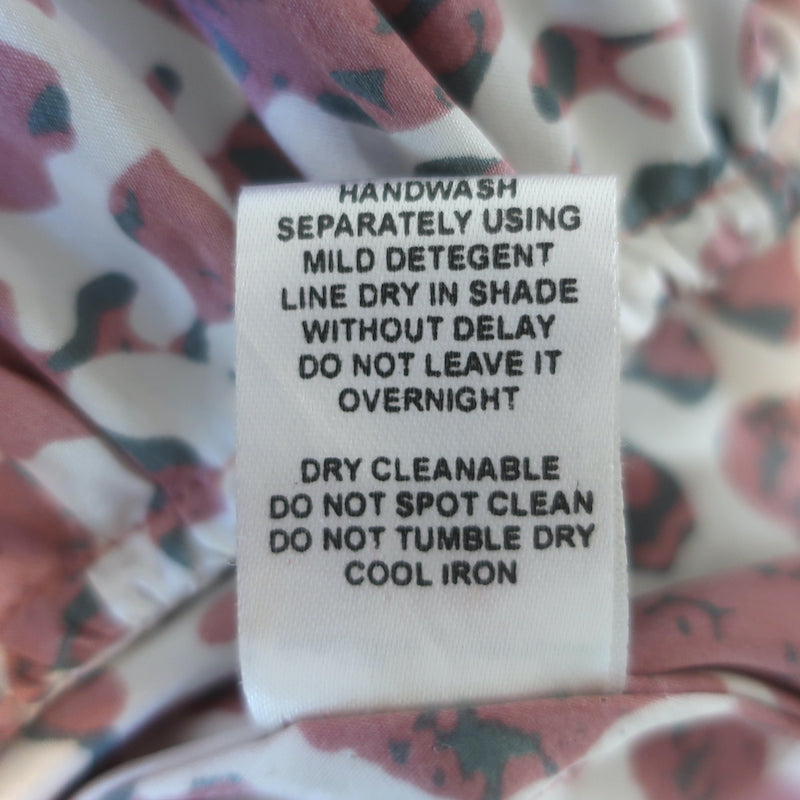 HANDWASH
SEPARATELY USING
MILD DETEGENT
LINE DRY IN SHADE
WITHOUT DELAY
DO NOT LEAVE IT
OVERNIGHT
DRY CLEANABLE
DO NOT SPOT CLEAN
DO NOT TUMBLE DRY
COOL IRON